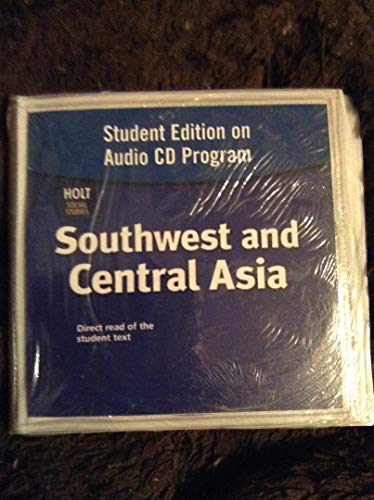 Student Edition on
Audio CD Program
HOLT
SOCIAL
STUDIES
Southwest and
Central Asia
Direct read of the
student text